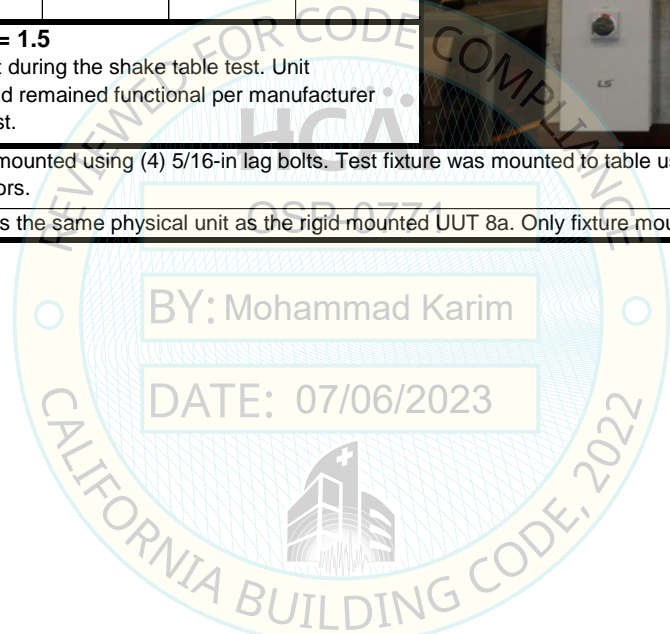 = 1.5
t during the shake table test. Unit
d remained functional per manufacturer
st.
mounted using (4) 5/16-in lag bolts. Test fixture was mounted to table us
ors.
s the same physical unit as the rigid mounted UUT 8a. Only fixture mou
LS
REVIEWED FOR CODE COMPLIANCE
HCAI
OSP-0771
BY: Mohammad Karim
DATE: 07/06/2023
CALIFORNIA BUILDING CODE, 2022